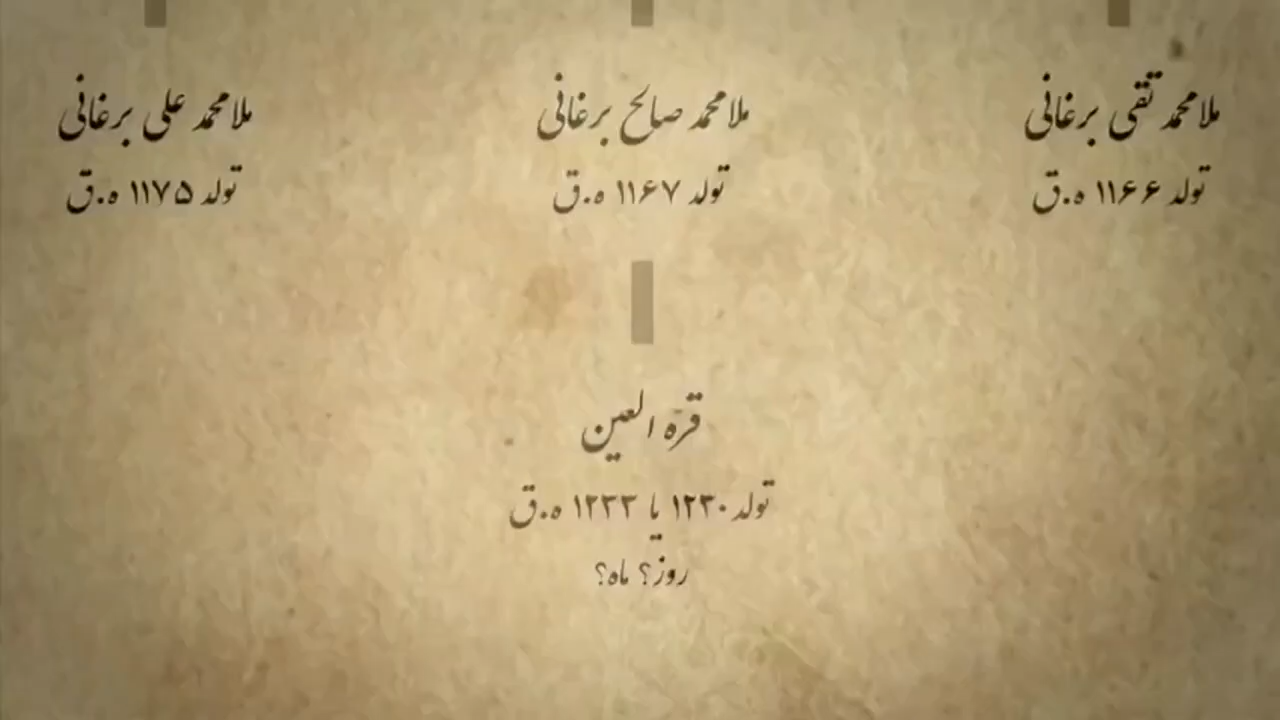 ملامحمد تقی برغانی
تولد ۱۱۶۶ ه.ق
ملامحمد صالح برغانی
تولد ۱۱۶۷ ه.ق
ملامحمد علی برغانی
تولد ۱۱۷۵ ه.ق
قرة العین
تولد ۱۲۳۰ یا ۱۲۳۳ ه.ق
روز؟ ماه؟